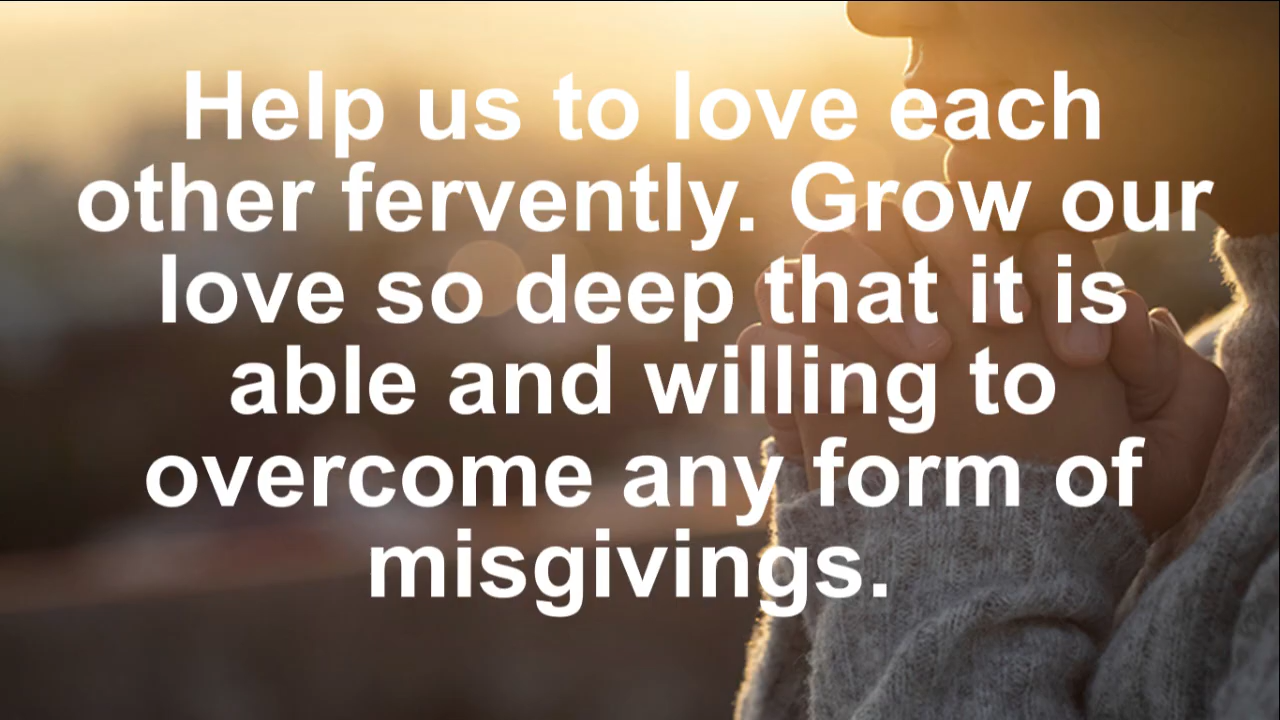 Help us to love each
other fervently. Grow our
love so deep that it is
able and willing to
overcome any form of
misgivings.